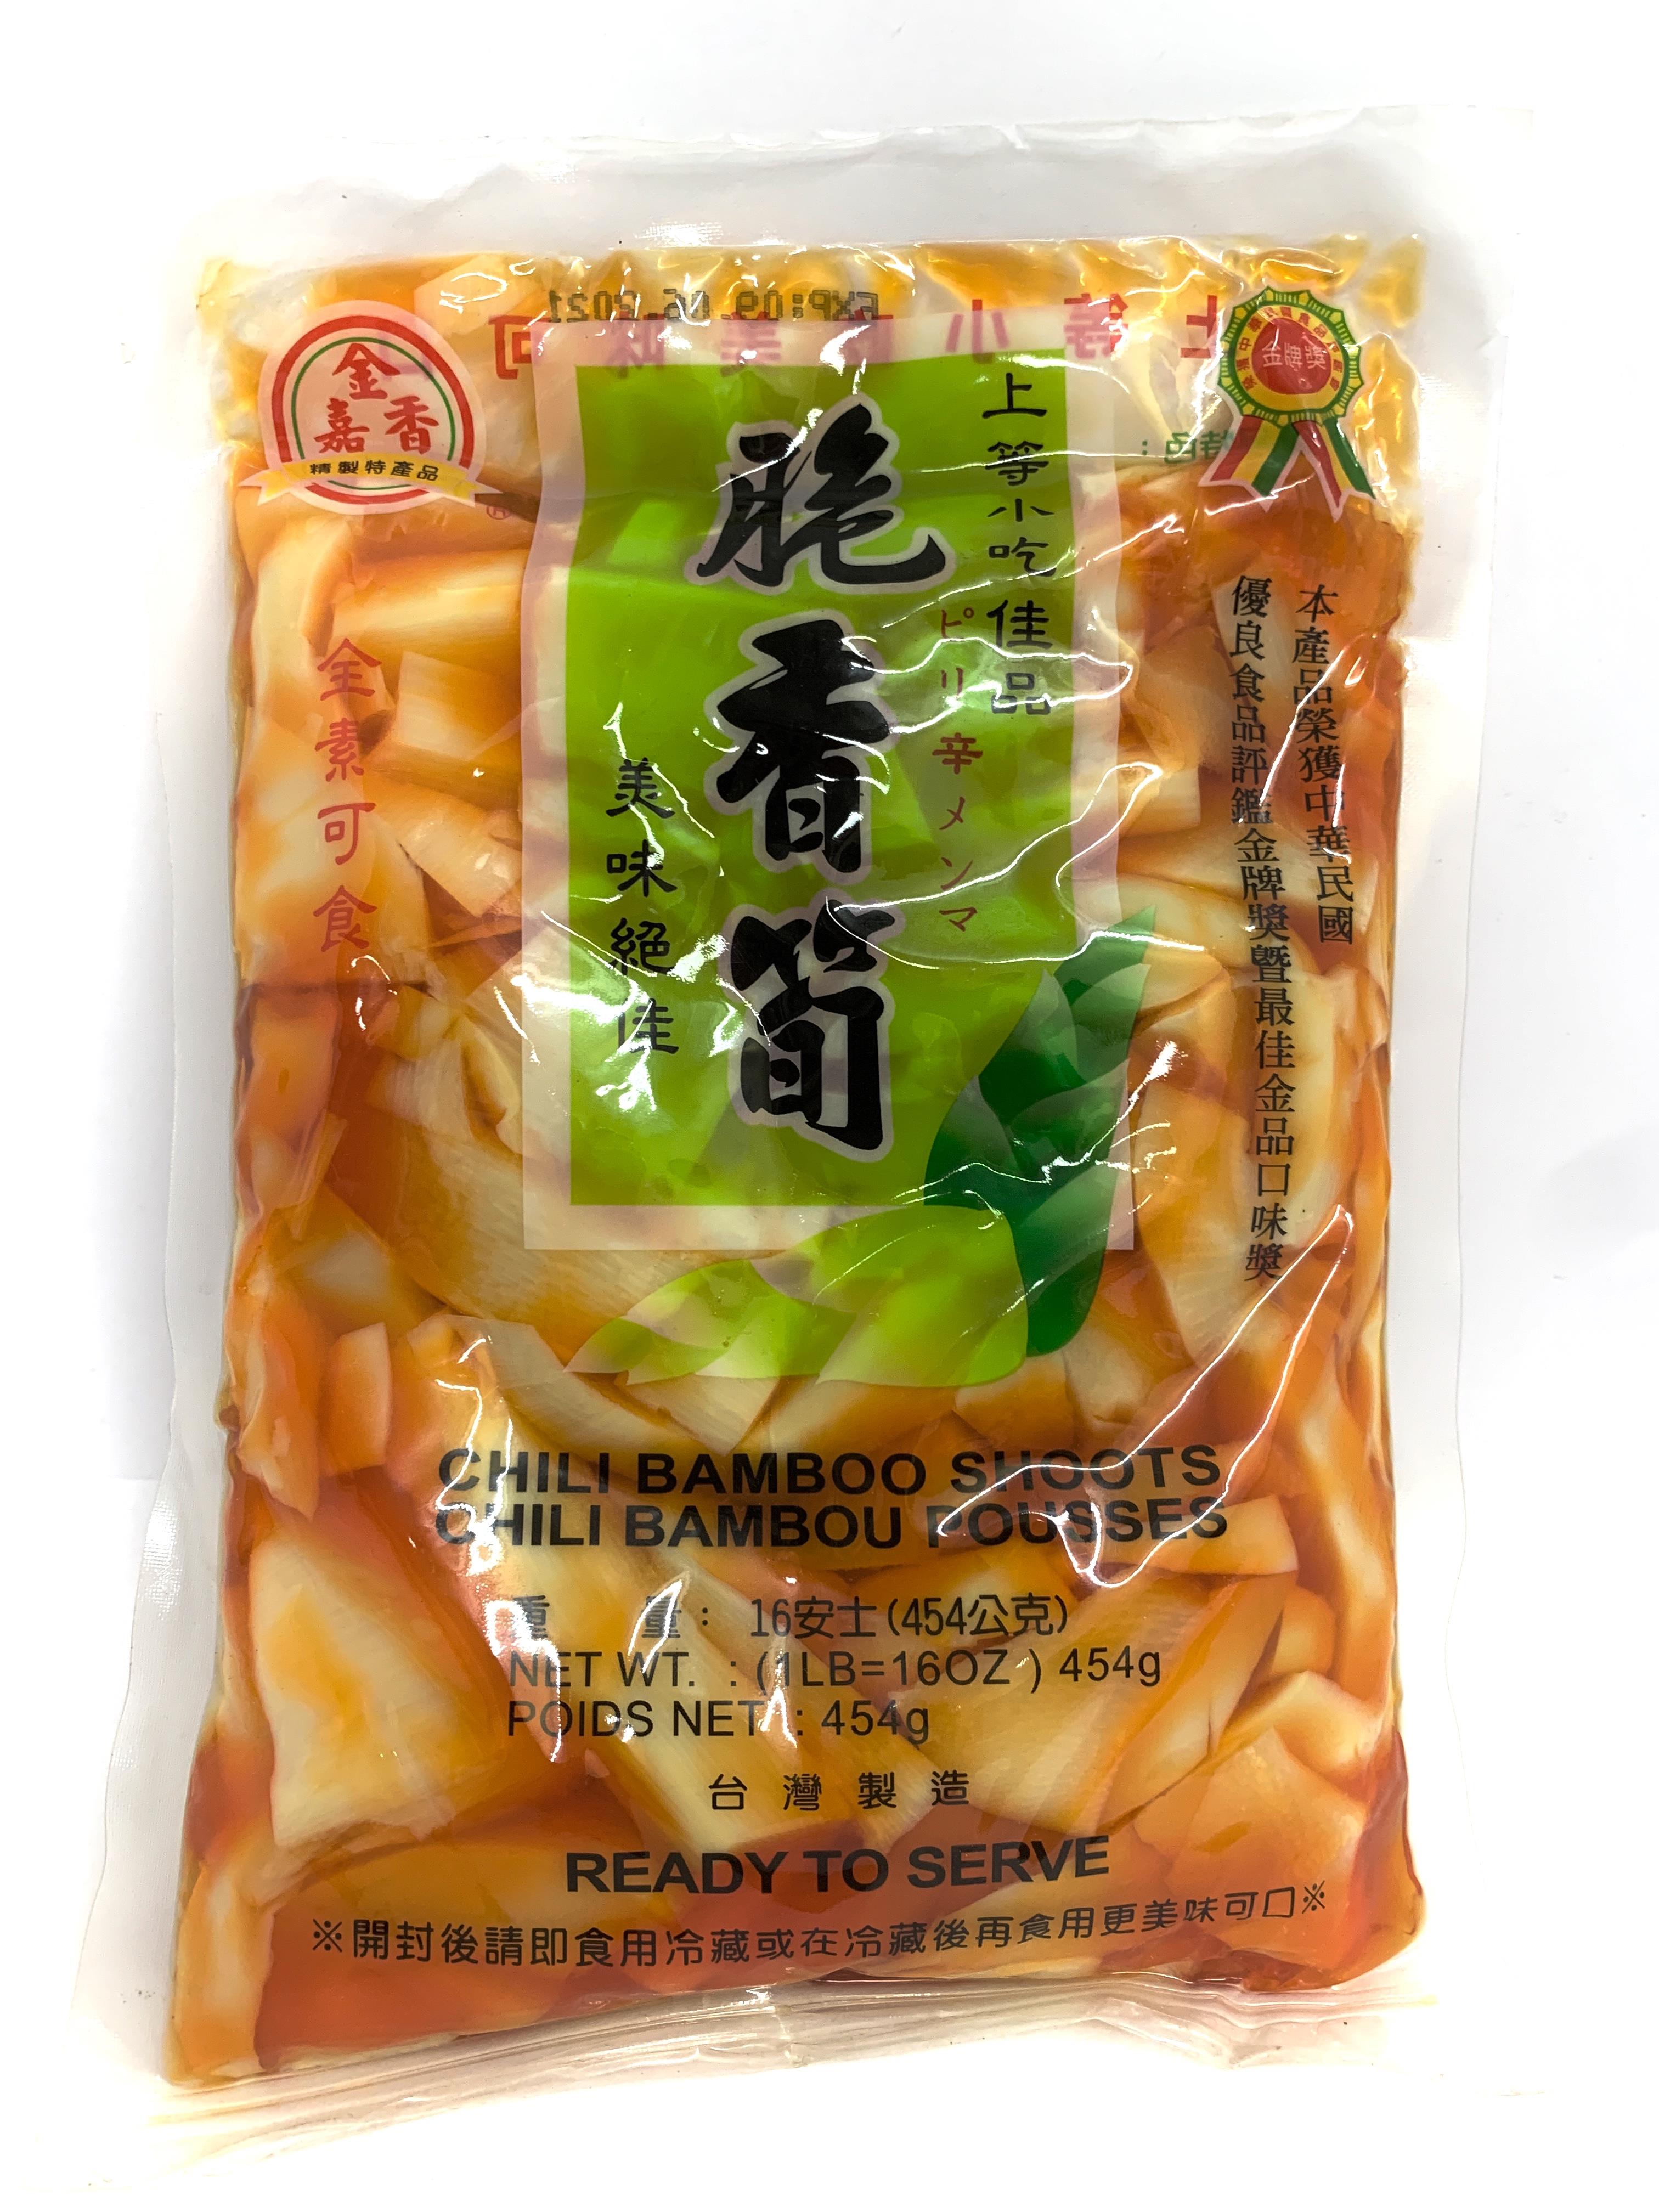 EXP:09.06.2021
金
嘉香
精製特產品
®
金牌獎
上等小吃佳品
ピリ辛メンマ
脆香筍
美味絕佳
全素可食
本產品榮獲中華民國
優良食品評鑑金牌獎暨最佳金品口味獎
CHILI BAMBOO SHOOTS
CHILI BAMBOU POUSSES
重 量： 16安士(454公克)
NET WT. : (1LB=16OZ) 454g
POIDS NET : 454g
台灣製造
READY TO SERVE
※開封後請即食用冷藏或在冷藏後再食用更美味可口※